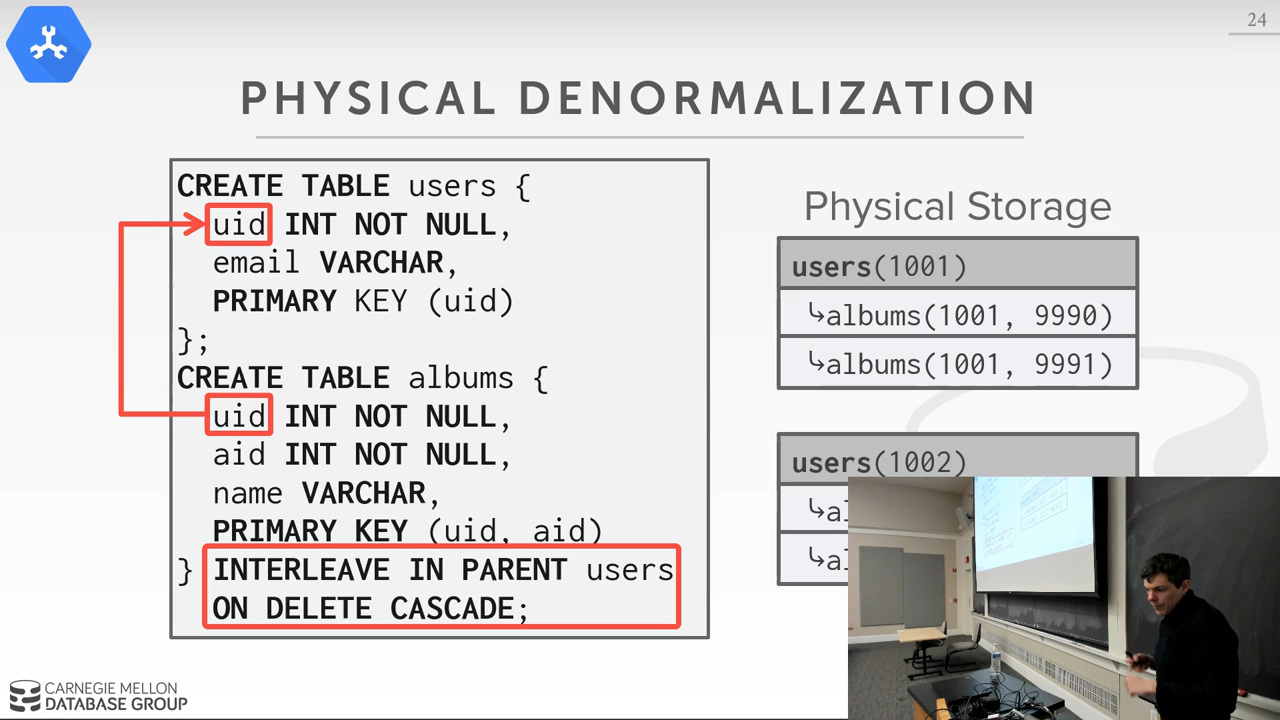 24
PHYSICAL DENORMALIZATION
CREATE TABLE users {
uid INT NOT NULL,
email VARCHAR,
PRIMARY KEY (uid)
};
CREATE TABLE albums {
uid INT NOT NULL,
aid INT NOT NULL,
name VARCHAR,
PRIMARY KEY (uid, aid)
} INTERLEAVE IN PARENT users
ON DELETE CASCADE;
Physical Storage
users(1001)
↳albums(1001, 9990)
↳albums(1001, 9991)
users(1002)
↳al
↳al
CARNEGIE MELLON
DATABASE GROUP